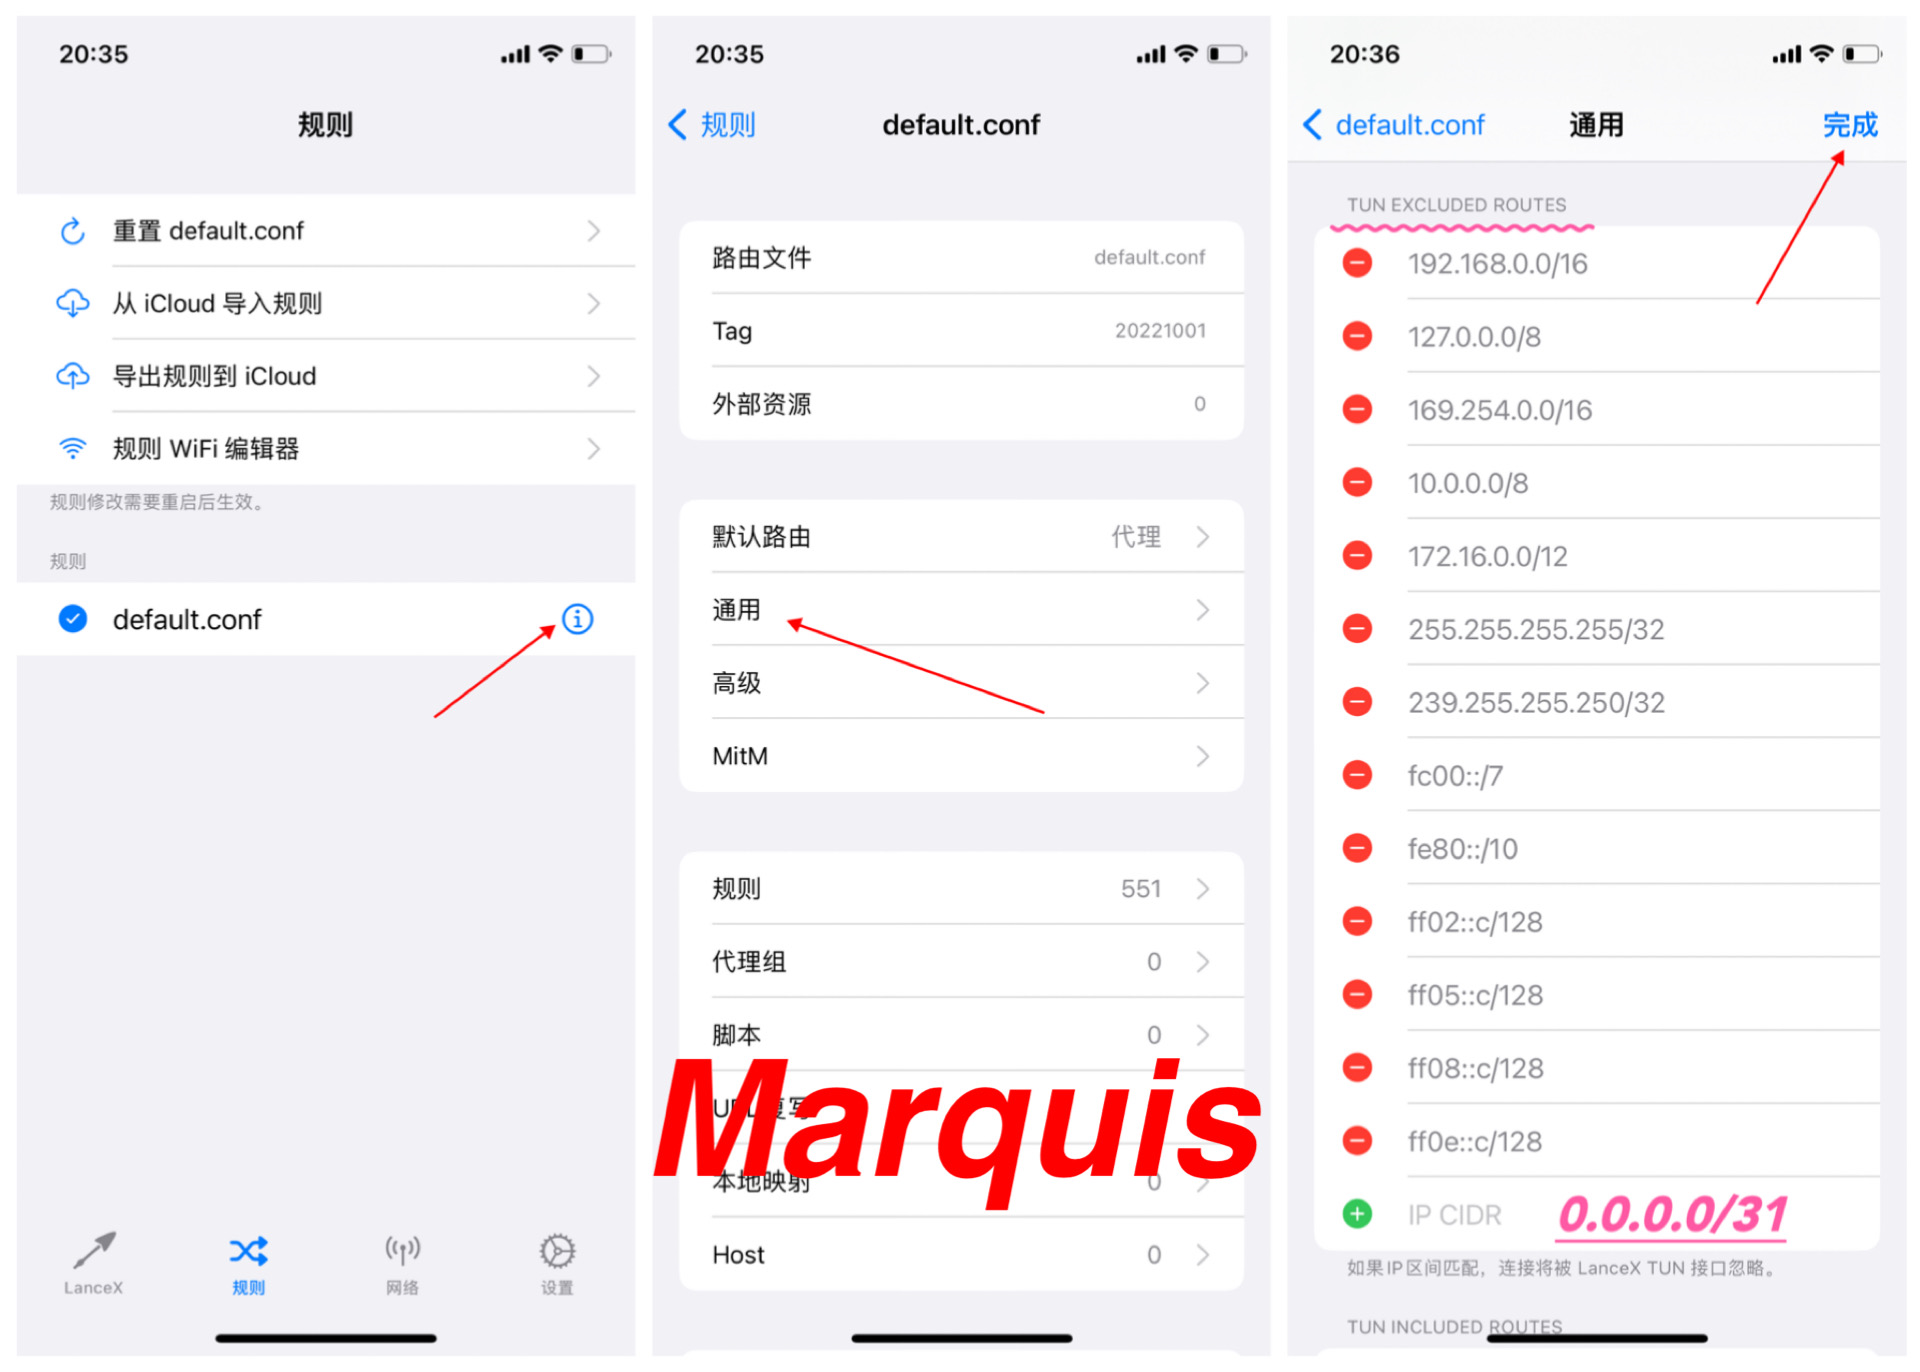 20:35
规则
重置 default.conf
从 iCloud 导入规则
导出规则到 iCloud
规则 WiFi 编辑器
规则修改需要重启后生效。
规则
default.conf
LanceX
规则
网络
设置
20:35
规则
default.conf
路由文件 default.conf
Tag 20221001
外部资源 0
默认路由 代理
通用
高级
MitM
规则 551
代理组 0
脚本 0
Marquis
本地映射 0
Host 0
20:36
default.conf
通用
完成
TUN EXCLUDED ROUTES
192.168.0.0/16
127.0.0.0/8
169.254.0.0/16
10.0.0.0/8
172.16.0.0/12
255.255.255.255/32
239.255.255.250/32
fc00::/7
fe80::/10
ff02::c/128
ff05::c/128
ff08::c/128
ff0e::c/128
IP CIDR 0.0.0.0/31
如果IP区间匹配，连接将被 LanceX TUN 接口忽略。
TUN INCLUDED ROUTES